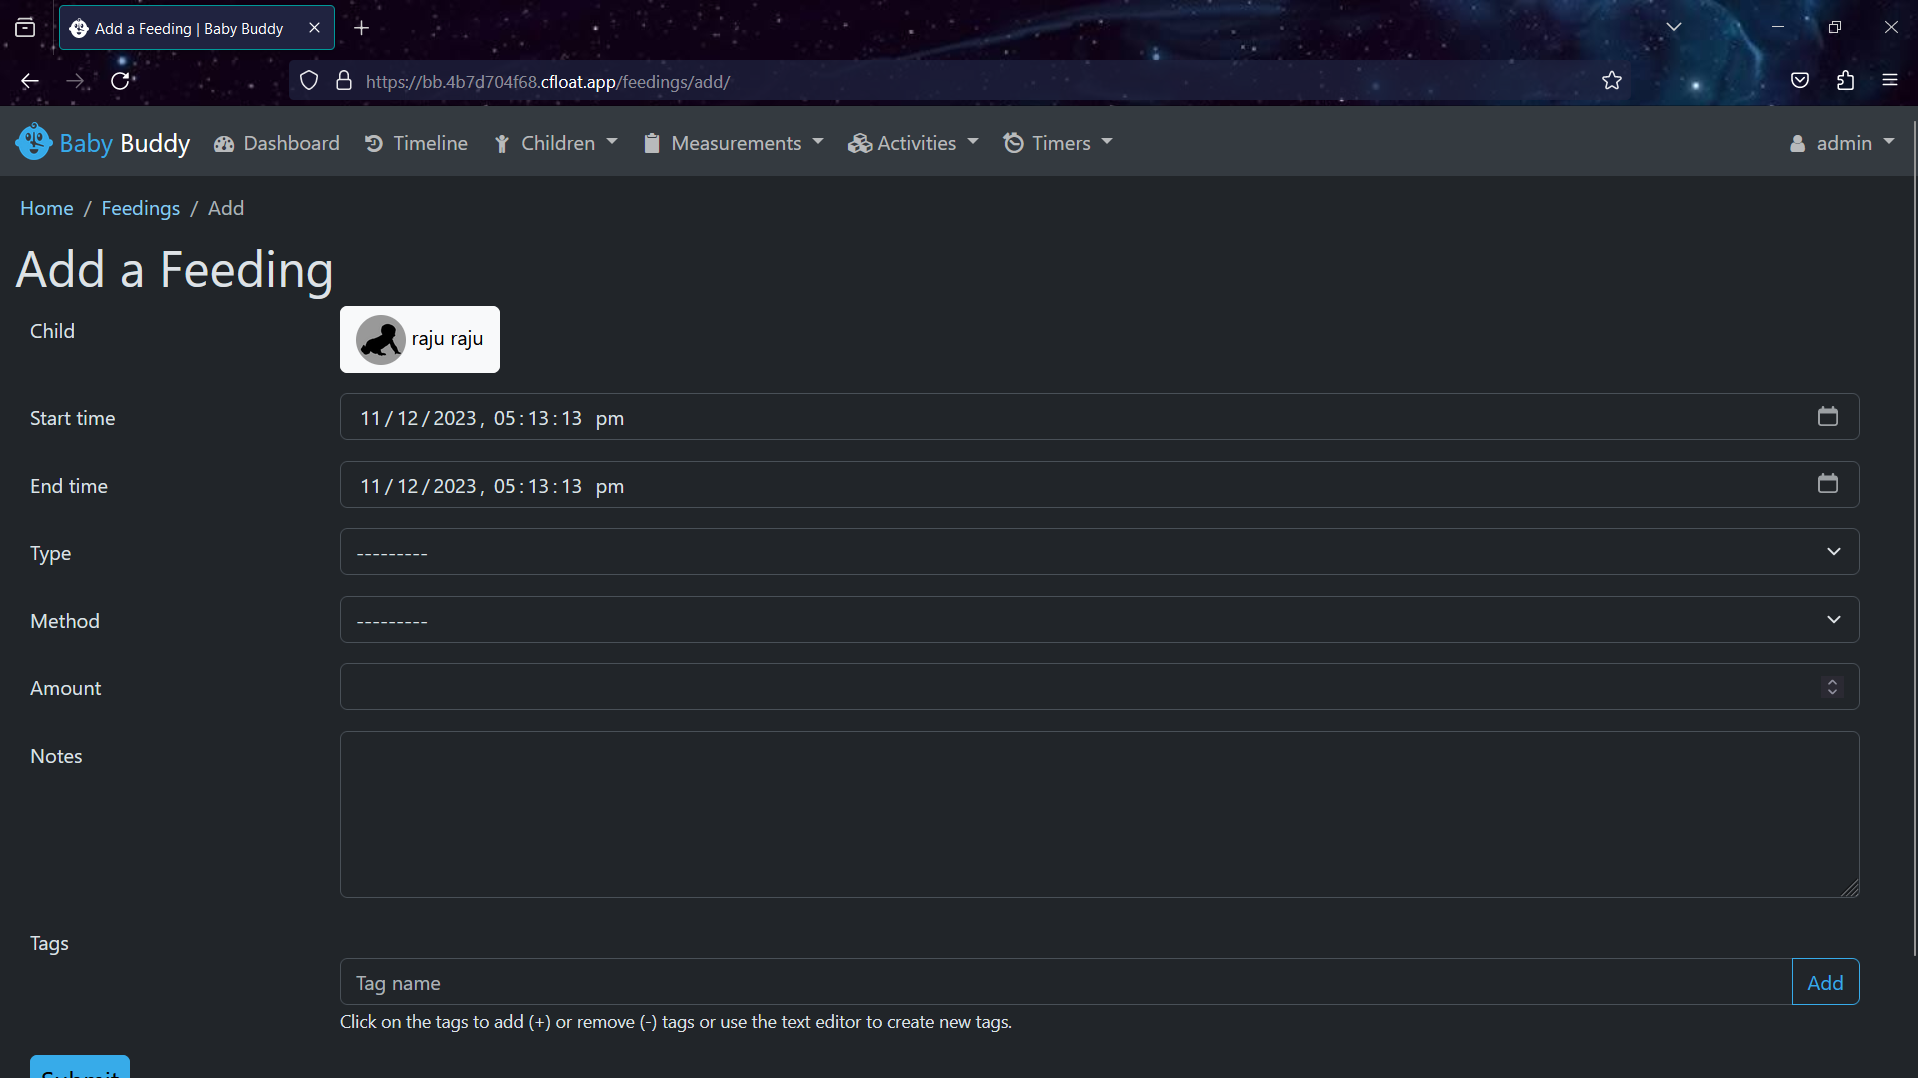 Add a Feeding | Baby Buddy
https://bb.4b7d704f68.cfloat.app/feedings/add/
Baby Buddy Dashboard Timeline Children Measurements Activities Timers admin
Home / Feedings / Add
Add a Feeding
Child raju raju
Start time 11/12/2023, 05:13:13 pm
End time 11/12/2023, 05:13:13 pm
Type ---------
Method ---------
Amount
Notes
Tags
Tag name Add
Click on the tags to add (+) or remove (-) tags or use the text editor to create new tags.
Submit